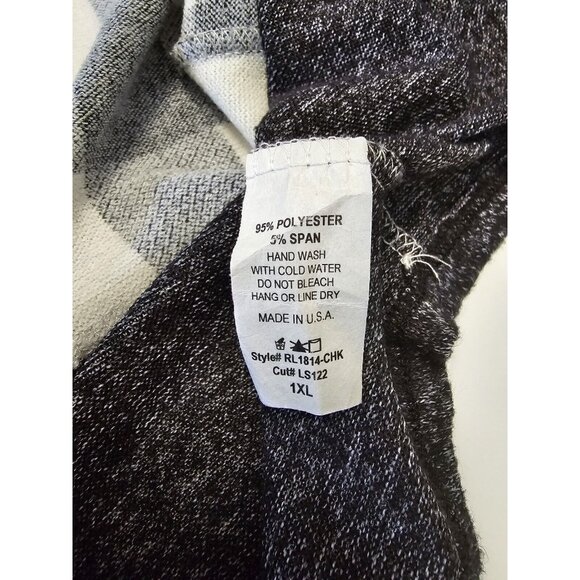 95% POLYESTER
5% SPAN
HAND WASH
WITH COLD WATER
DO NOT BLEACH
HANG OR LINE DRY
MADE IN U.S.A.
Style# RL1814-CHK
Cut# LS122
1XL